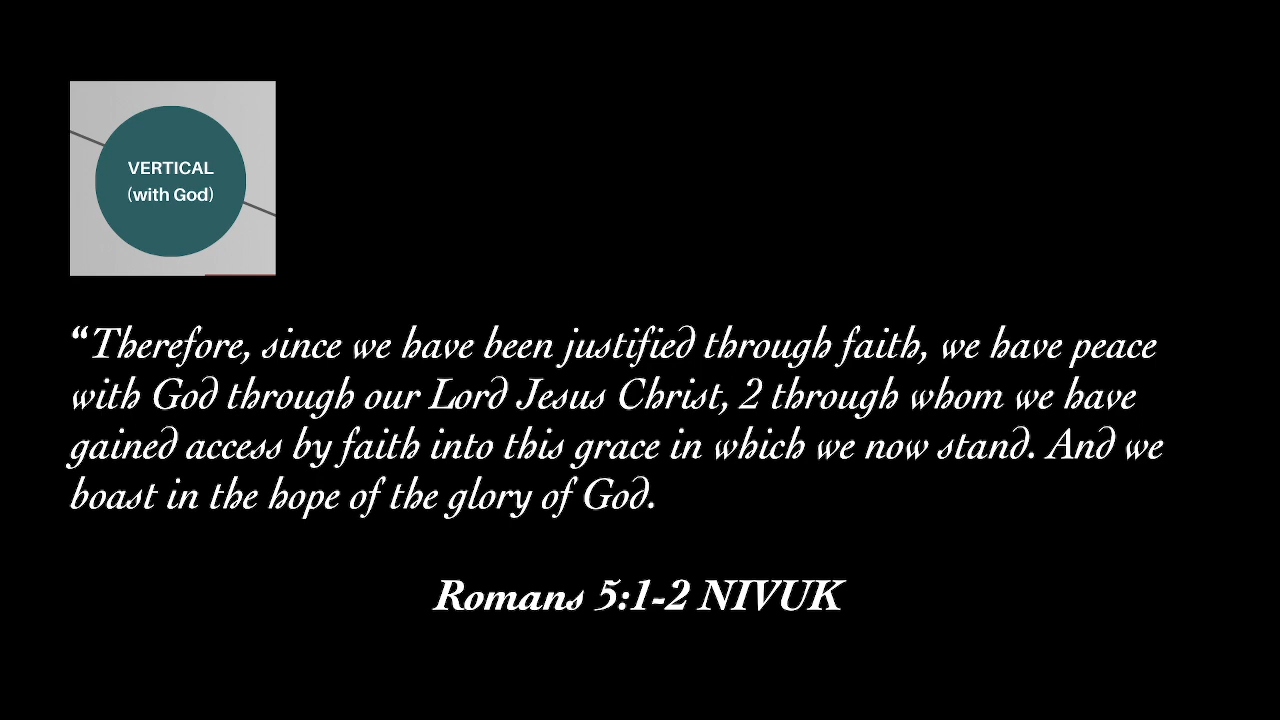 VERTICAL
(with God)
“Therefore, since we have been justified through faith, we have peace
with God through our Lord Jesus Christ, 2 through whom we have
gained access by faith into this grace in which we now stand. And we
boast in the hope of the glory of God.
Romans 5:1-2 NIVUK